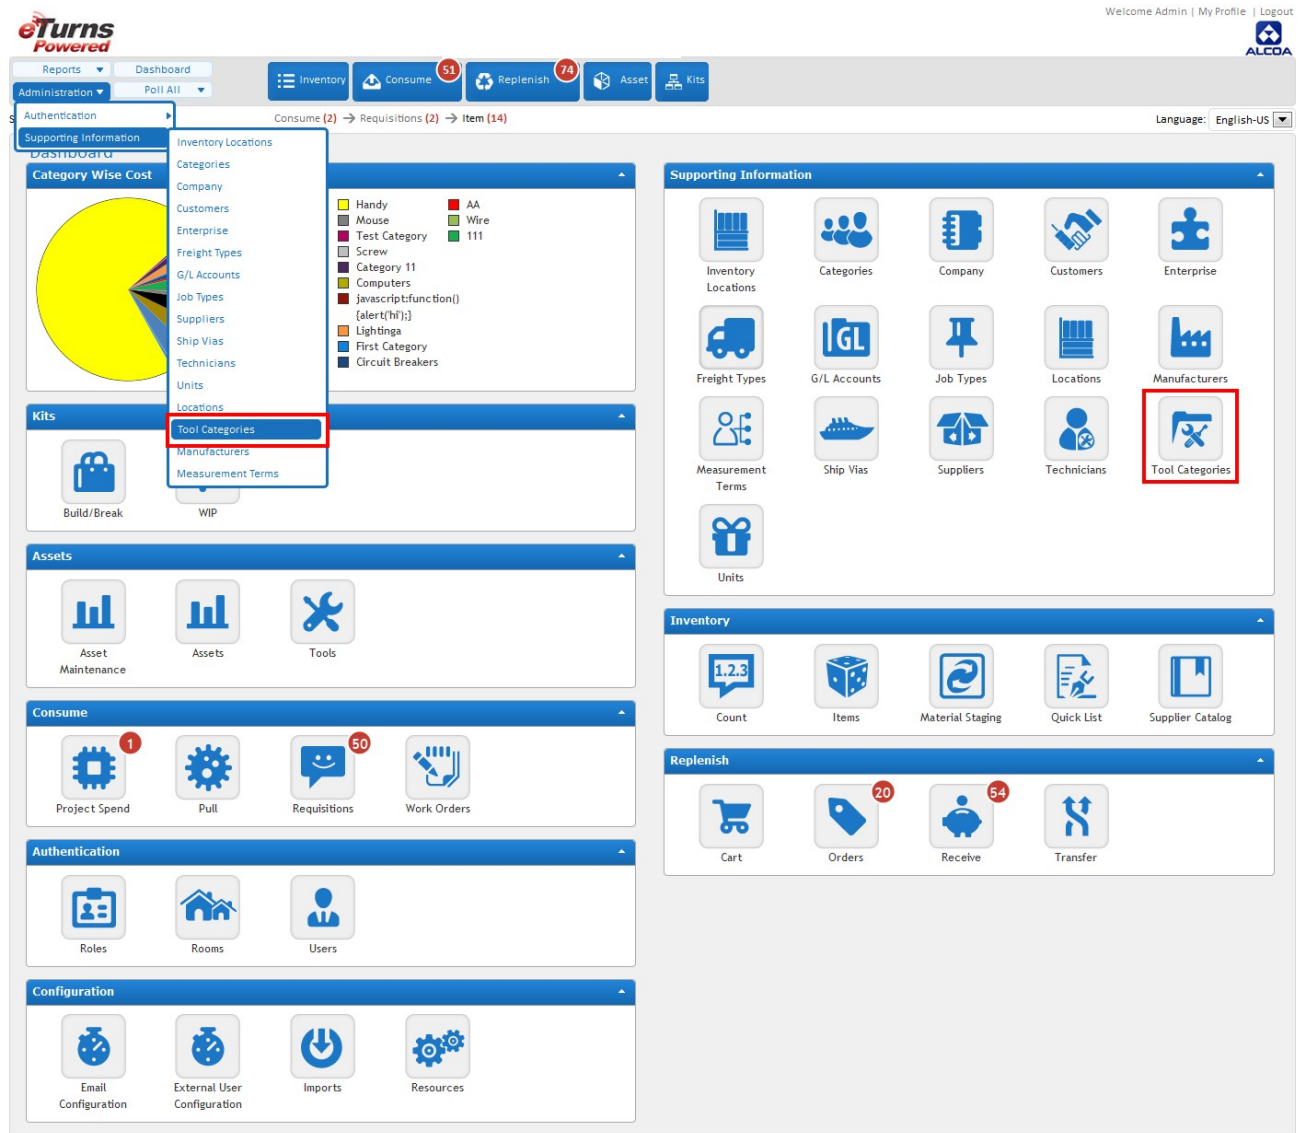 Welcome Admin | My Profile | Logout
eTurns
Powered
ALCOA
Reports
Dashboard
Administration
Poll All
Inventory
Consume
51
Replenish
74
Asset
Kits
Authentication
Supporting Information
Consume (2) → Requisitions (2) → Item (14)
Language: English-US
Inventory Locations
Categories
Company
Customers
Enterprise
Freight Types
G/L Accounts
Job Types
Suppliers
Ship Vias
Technicians
Units
Locations
Tool Categories
Manufacturers
Measurement Terms
Dashboard
Category Wise Cost
Handy
Mouse
Test Category
Screw
Category 11
Computers
javascript:function()
{alert('hi');}
Lightinga
First Category
Circuit Breakers
AA
Wire
111
Kits
Build/Break
WIP
Assets
Asset
Maintenance
Assets
Tools
Consume
1
50
Project Spend
Pull
Requisitions
Work Orders
Authentication
Roles
Rooms
Users
Configuration
Email
Configuration
External User
Configuration
Imports
Resources
Supporting Information
Inventory
Locations
Categories
Company
Customers
Enterprise
GL
Freight Types
G/L Accounts
Job Types
Locations
Manufacturers
Measurement
Terms
Ship Vias
Suppliers
Technicians
Tool Categories
Units
Inventory
1.2.3
Count
Items
Material Staging
Quick List
Supplier Catalog
Replenish
20
54
Cart
Orders
Receive
Transfer